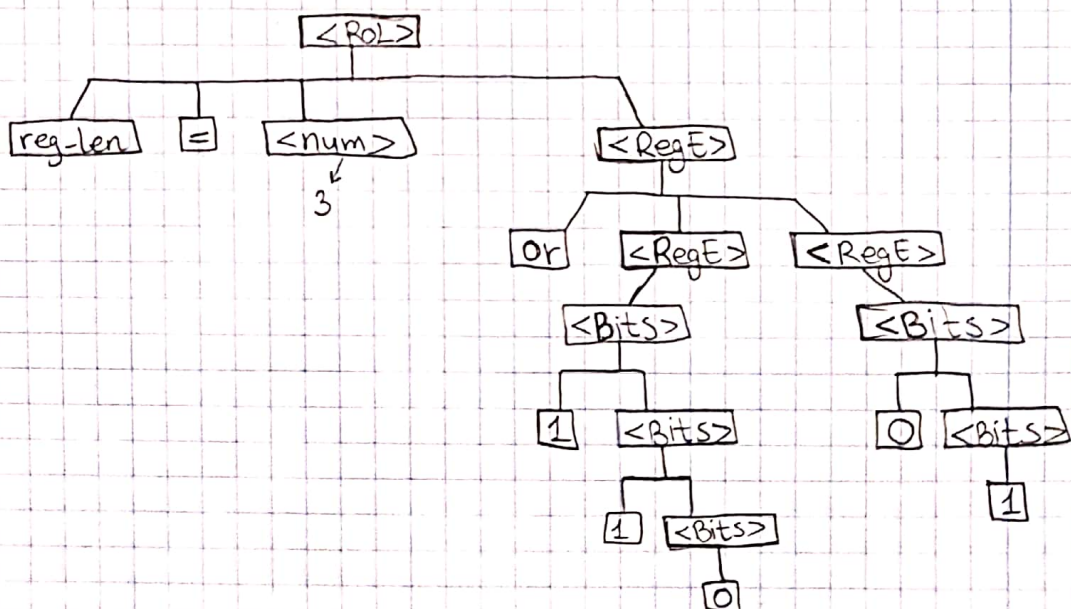 <RoL>
reg-len = <num> <RegE>
3
or <RegE> <RegE>
<Bits> <Bits>
1 <Bits> 0 <Bits>
1 <Bits> 1
0